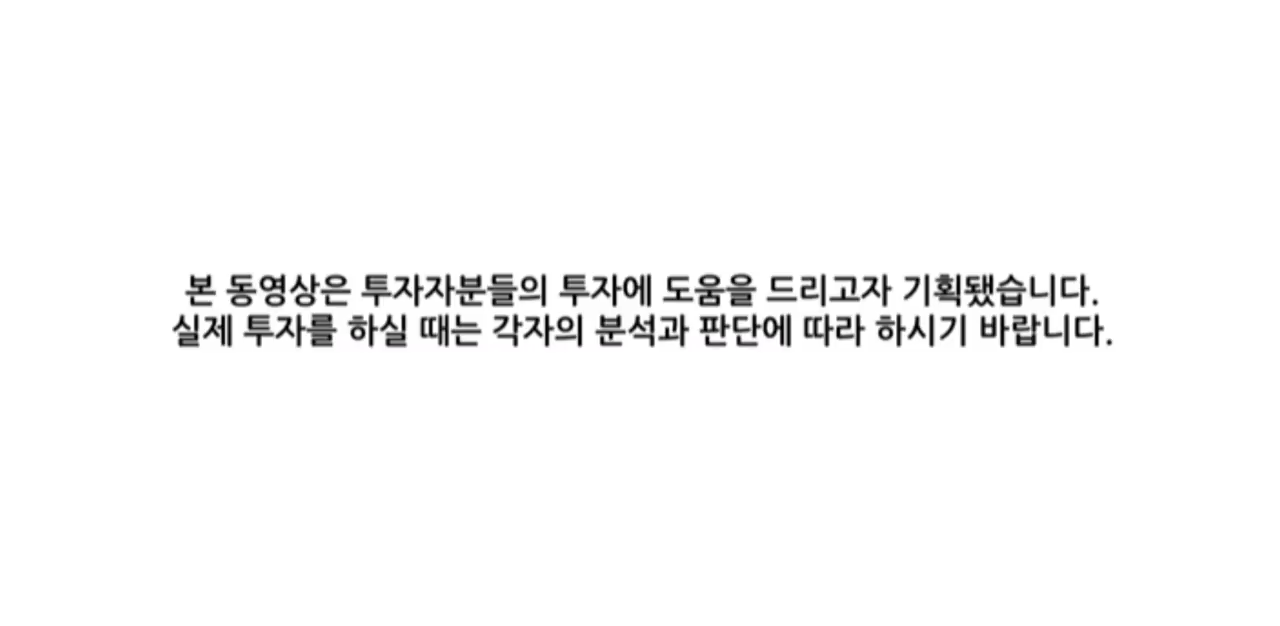 본 동영상은 투자자분들의 투자에 도움을 드리고자 기획됐습니다.
실제 투자를 하실 때는 각자의 분석과 판단에 따라 하시기 바랍니다.